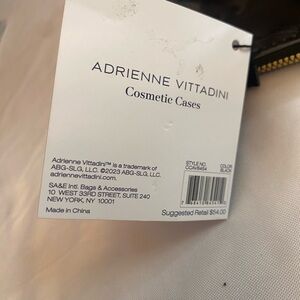 ADRIENNE VITTADINI
Cosmetic Cases
Adrienne Vittadini™ is a trademark of
ABG-SLG, LLC. ©2023 ABG-SLG, LLC.
adriennevittadini.com
SA&E Intl. Bags & Accessories
10 WEST 33RD STREET, SUITE 240
NEW YORK, NY 10001
Made in China
STYLE NO.
COLOR
BLACK
Suggested Retail $54.00